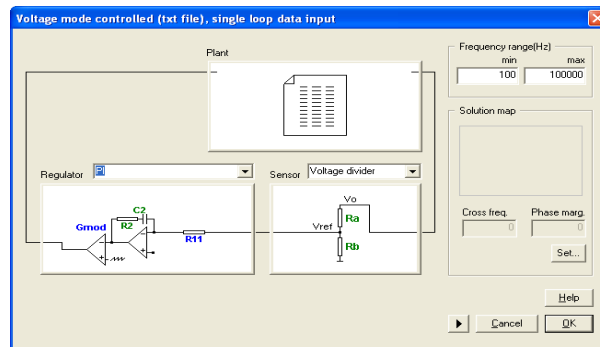 Voltage mode controlled (txt file), single loop data input
Plant
Frequency range(Hz)
min max
100 100000
Solution map
Regulator PI
Sensor Voltage divider
C2
R2
Gmod
R11
Vo
Ra
Vref
Rb
Cross freq. Phase marg.
0 0
Set...
Help
Cancel OK